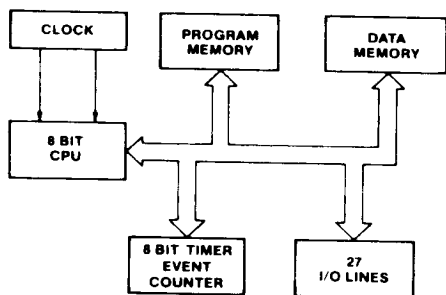 CLOCK
PROGRAM
MEMORY
DATA
MEMORY
8 BIT
CPU
8 BIT TIMER
EVENT
COUNTER
27
I/O LINES